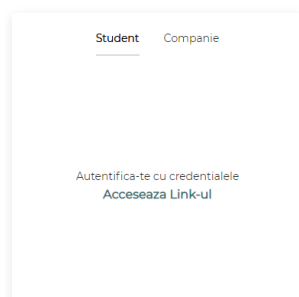 Student Companie
Autentifica-te cu credentialele
Acceseaza Link-ul